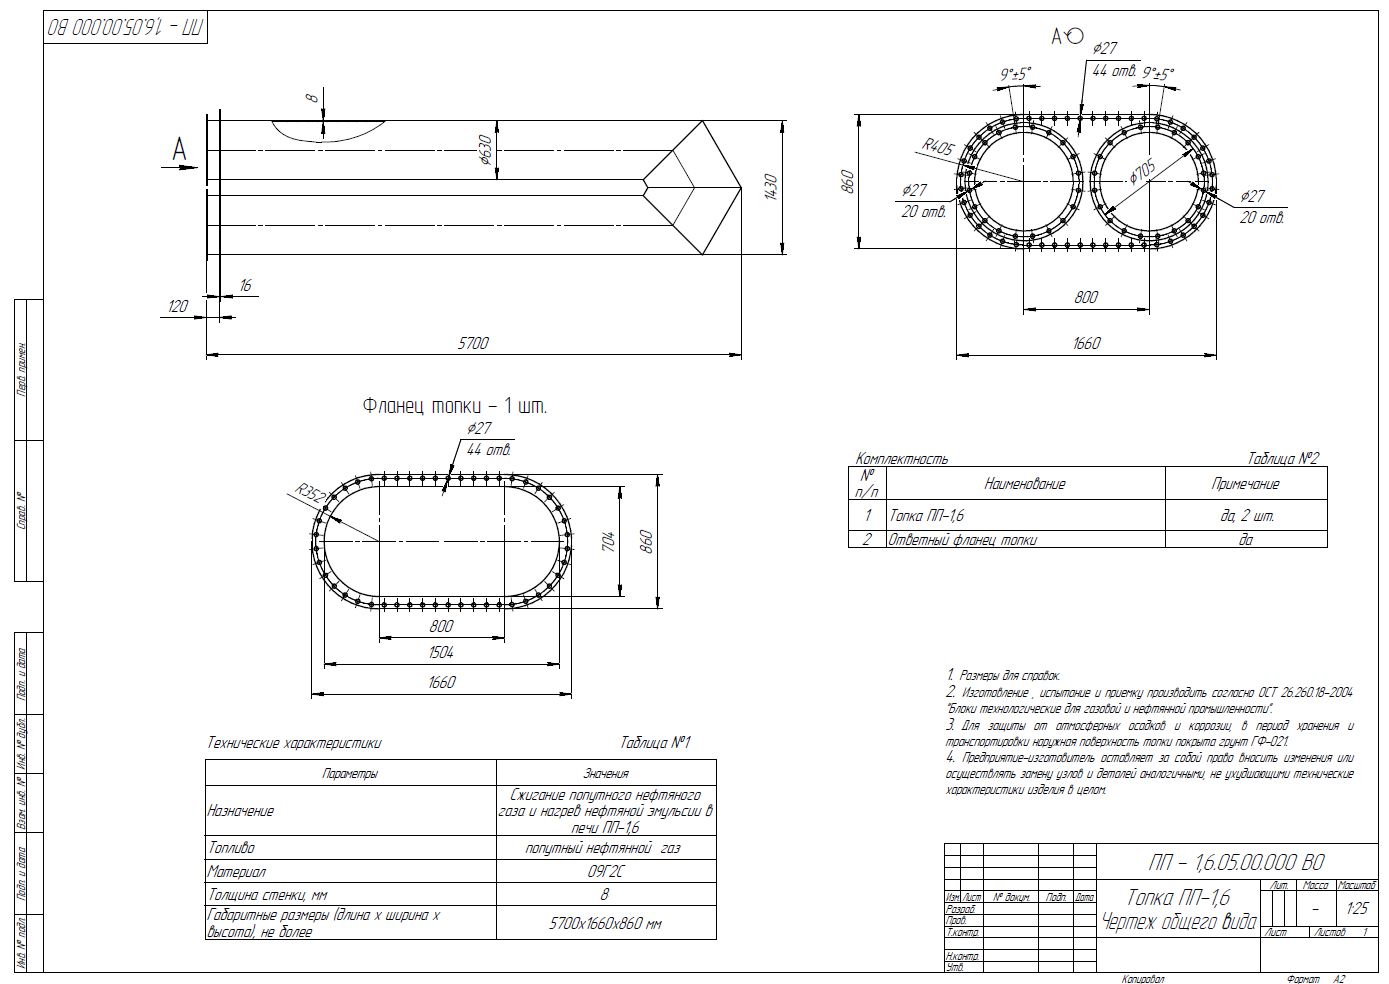 ПП - 1,6.05.00.000 ВО
А
8
⌀630
1430
16
120
5700
А
⌀27
44 отв.
9°±5°
9°±5°
R405
⌀705
860
⌀27
20 отв.
⌀27
20 отв.
800
1660
Фланец топки - 1 шт.
⌀27
44 отв.
R352
704
860
800
1504
1660
Комплектность
Таблица №2
№ п/п
Наименование
Примечание
1
Топка ПП-1,6
да, 2 шт.
2
Ответный фланец топки
да
1. Размеры для справок.
2. Изготовление , испытание и приемку производить согласно ОСТ 26.260.18-2004
"Блоки технологические для газовой и нефтянной промышленности".
3. Для защиты от атмосферных осадков и коррозии, в период хранения и
транспортировки наружная поверхность топки покрыта грунт ГФ-021.
4. Предприятие-изготовитель оставляет за собой право вносить изменения или
осуществлять замену узлов и деталей аналогичными, не ухудшающими технические
характеристики изделия в целом.
Технические характеристики
Таблица №1
Параметры
Значения
Назначение
Сжигание попутного нефтяного
газа и нагрев нефтяной эмульсии в
печи ПП-1,6
Топливо
попутный нефтянной газ
Материал
09Г2С
Толщина стенки, мм
8
Габаритные размеры (длина х ширина х
высота), не более
5700х1660х860 мм
Перв. примен.
Справ. №
Подп. и дата
Инв. № дубл.
Взам. инв. №
Подп. и дата
Инв. № подл.
ПП - 1,6.05.00.000 ВО
Изм.
Лист
№ докум.
Подп.
Дата
Разраб.
Пров.
Т.контр.
Н.контр.
Утв.
Топка ПП-1,6
Чертеж общего вида
Лит.
Масса
Масштаб
-
1:25
Лист
Листов 1
Копировал
Формат А2